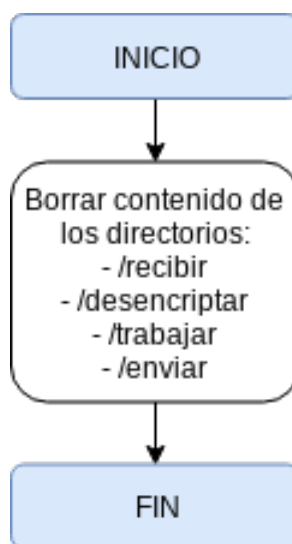 INICIO
Borrar contenido de
los directorios:
- /recibir
- /desencriptar
- /trabajar
- /enviar
FIN